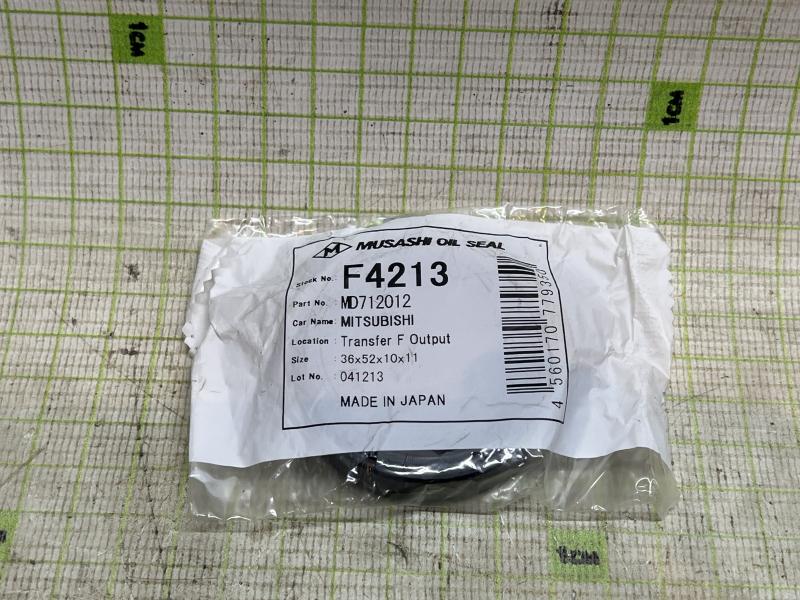 1CM
1CM
M MUSASHI OIL SEAL
Stock No. F4213
Part No. : MD712012
Car Name: MITSUBISHI
Location : Transfer F Output
Size : 36x52x10x11
Lot No. : 041213
MADE IN JAPAN
4 560170 779350